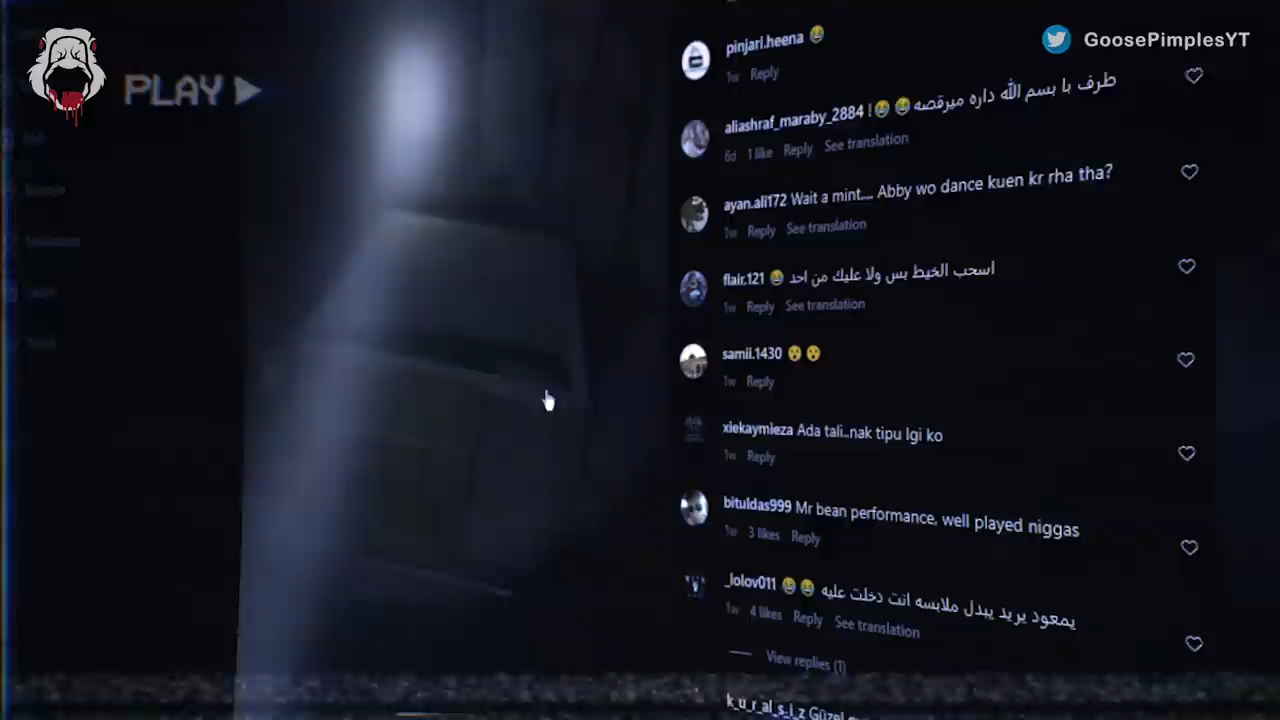 GoosePimplesYT
PLAY
pinjarl.heena 😂
1w Reply
aliashraf_maraby_2884 !😂😂 طرف با بسم الله داره میرقصه
6d 1 like Reply See translation
ayan.ali172 Wait a mint.... Abby wo dance kuen kr rha tha?
1w Reply See translation
flair.121 😂 اسحب الخيط بس ولا عليك من احد
1w Reply See translation
samii.1430 😯😯
1w Reply
xiekaymieza Ada tali..nak tipu lgi ko
1w Reply
bituldas999 Mr bean performance, well played niggas
1w 3 likes Reply
_lolov011 😂😂 يمعود يريد يبدل ملابسه انت دخلت عليه
1w 4 likes Reply See translation
View replies (1)
k_u_r_al_s_i_z Güzel